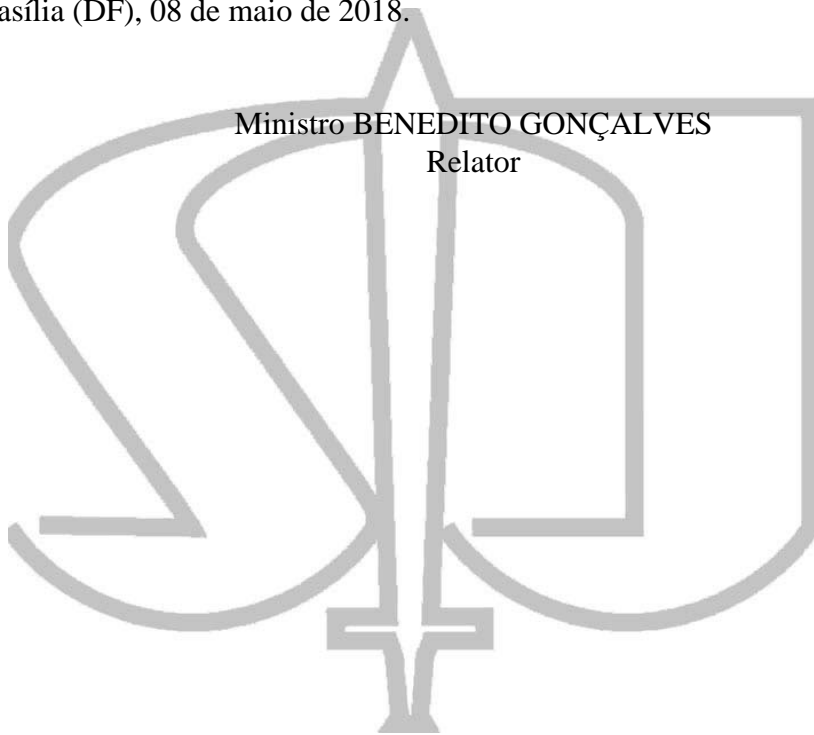 asília (DF), 08 de maio de 2018.
Ministro BENEDITO GONÇALVES
Relator